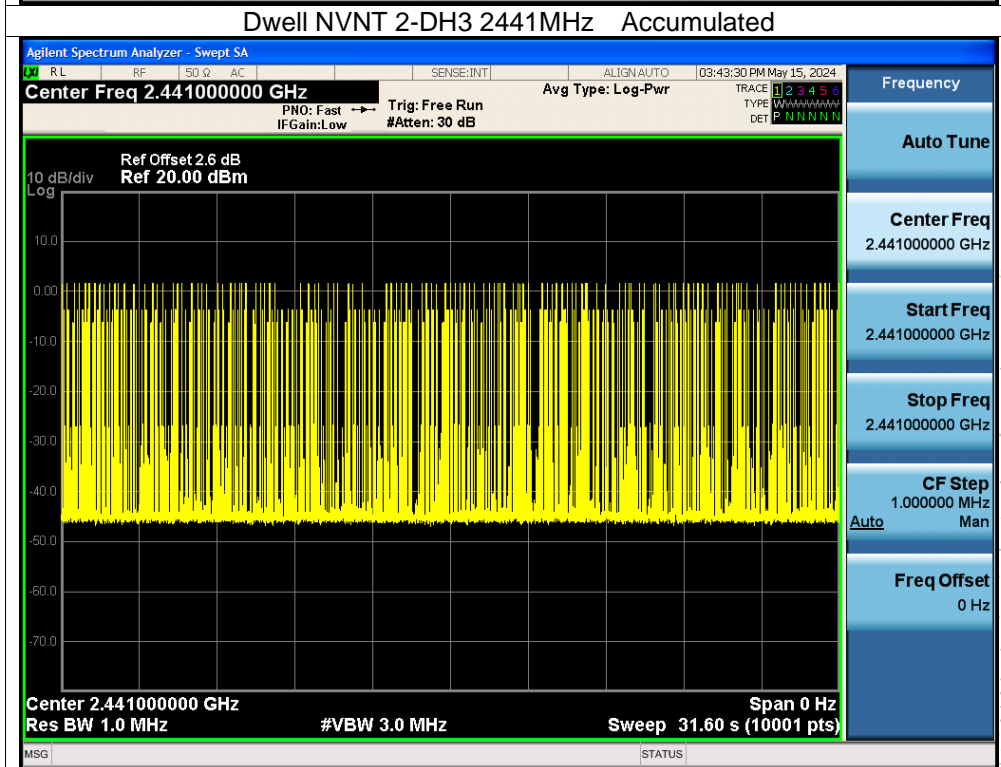 Dwell NVNT 2-DH3 2441MHz Accumulated
Agilent Spectrum Analyzer - Swept SA
LXI RL RF 50 Ω AC SENSE:INT ALIGN AUTO 03:43:30 PM May 15, 2024
Center Freq 2.441000000 GHz
PNO: Fast
IFGain:Low
Trig: Free Run
#Atten: 30 dB
Avg Type: Log-Pwr
TRACE 1 2 3 4 5 6
TYPE WWWWWW
DET P N N N N N
Frequency
Auto Tune
Center Freq
2.441000000 GHz
Start Freq
2.441000000 GHz
Stop Freq
2.441000000 GHz
CF Step
1.000000 MHz
Auto Man
Freq Offset
0 Hz
Ref Offset 2.6 dB
10 dB/div Ref 20.00 dBm
Log
10.0
0.00
-10.0
-20.0
-30.0
-40.0
-50.0
-60.0
-70.0
Center 2.441000000 GHz Span 0 Hz
Res BW 1.0 MHz #VBW 3.0 MHz Sweep 31.60 s (10001 pts)
MSG STATUS